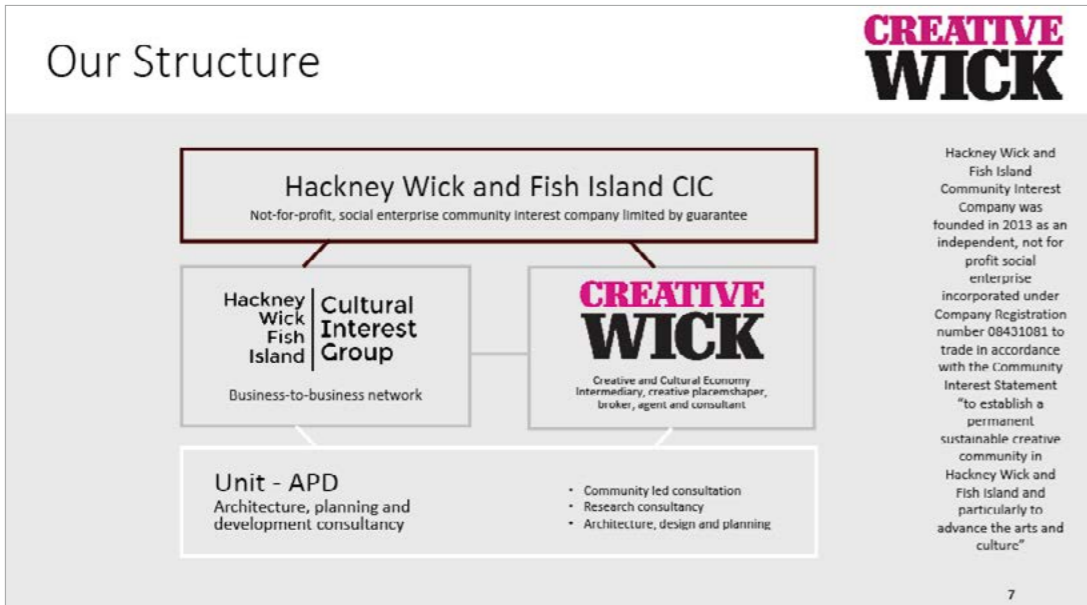 Our Structure
CREATIVE
WICK
Hackney Wick and Fish Island CIC
Not-for-profit, social enterprise community interest company limited by guarantee
Hackney
Wick
Fish
Island
Cultural
Interest
Group
Business-to-business network
CREATIVE
WICK
Creative and Cultural Economy
Intermediary, creative placemshaper,
broker, agent and consultant
Unit - APD
Architecture, planning and
development consultancy
• Community led consultation
• Research consultancy
• Architecture, design and planning
Hackney Wick and
Fish Island
Community Interest
Company was
founded in 2013 as an
independent, not for
profit social
enterprise
incorporated under
Company Registration
number 08431081 to
trade in accordance
with the Community
Interest Statement
"to establish a
permanent
sustainable creative
community in
Hackney Wick and
Fish Island and
particularly to
advance the arts and
culture"
7